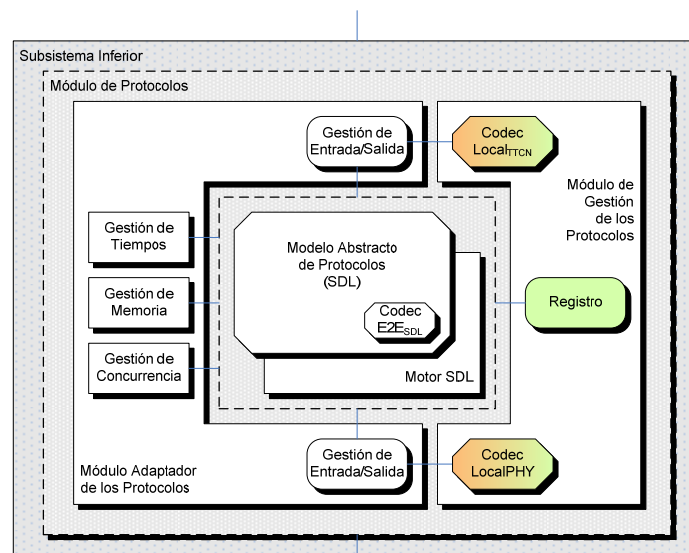 Subsistema Inferior
Módulo de Protocolos
Gestión de
Entrada/Salida
Codec
LocalTTCN
Módulo de
Gestión
de los
Protocolos
Gestión de
Tiempos
Modelo Abstracto
de Protocolos
(SDL)
Gestión de
Memoria
Registro
Codec
E2ESDL
Gestión de
Concurrencia
Motor SDL
Gestión de
Entrada/Salida
Codec
LocalPHY
Módulo Adaptador
de los Protocolos